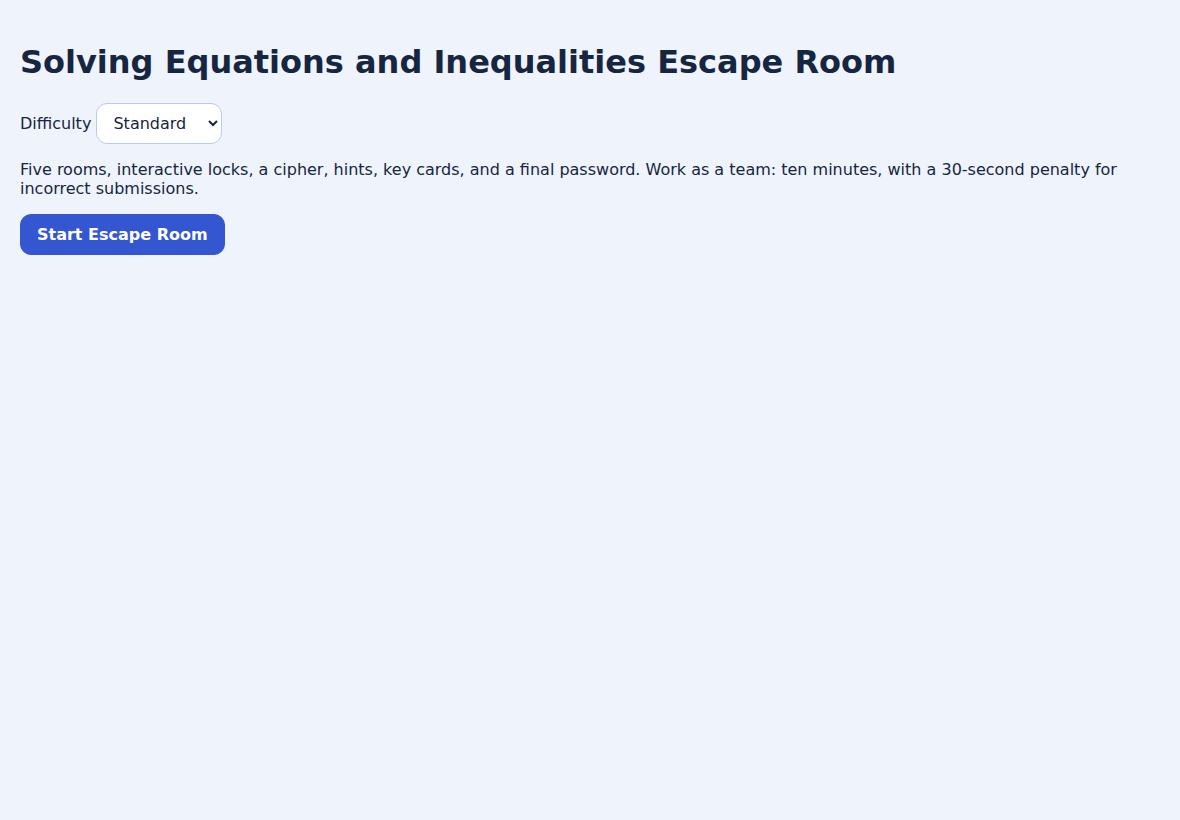 Solving Equations and Inequalities Escape Room
Difficulty Standard
Five rooms, interactive locks, a cipher, hints, key cards, and a final password. Work as a team: ten minutes, with a 30-second penalty for
incorrect submissions.
Start Escape Room